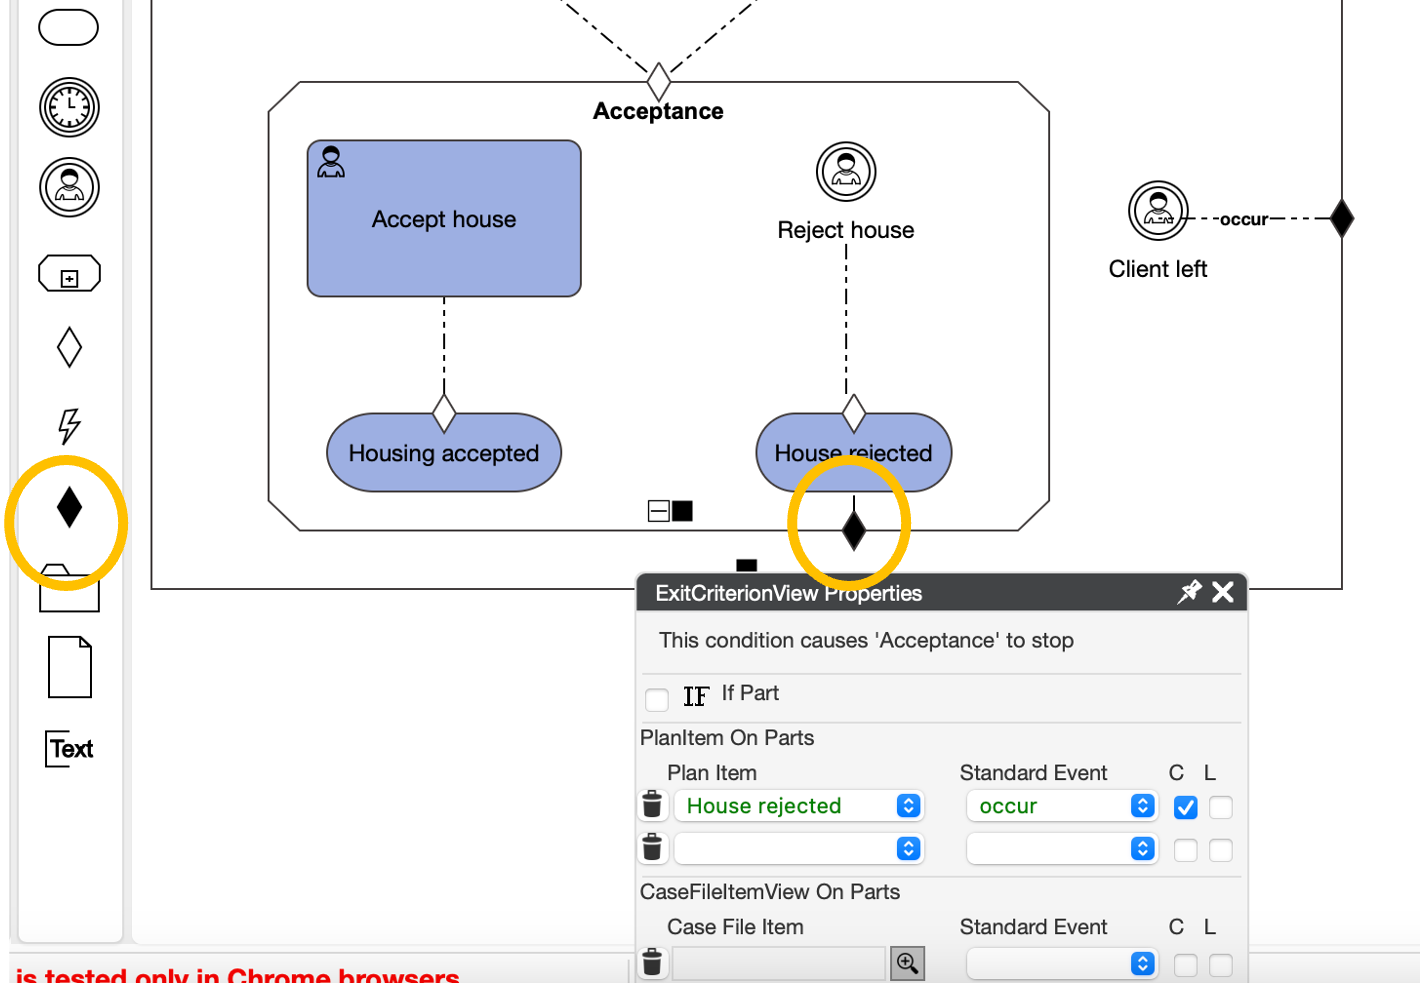 Acceptance
Accept house
Reject house
occur
Client left
Housing accepted
House rejected
ExitCriterionView Properties
This condition causes 'Acceptance' to stop
IF If Part
PlanItem On Parts
Plan Item Standard Event C L
House rejected occur
CaseFileItemView On Parts
Case File Item Standard Event C L
Text
is tested only in Chrome browsers